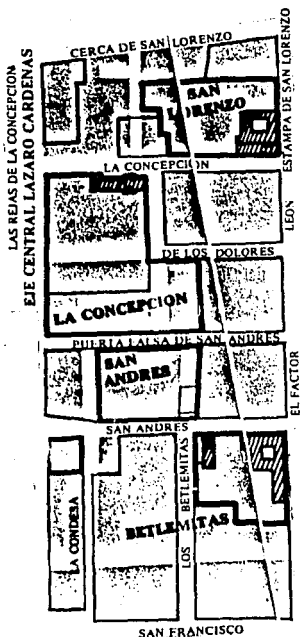 CERCA DE SAN LORENZO
LAS REJAS DE LA CONCEPCION
EJE CENTRAL LAZARO CARDENAS
ESTAMPA DE SAN LORENZO
SAN
LORENZO
LA CONCEPCION
LEON
DE LOS DOLORES
LA CONCEPCION
PUERTA FALSA DE SAN ANDRES
SAN
ANDRES
EL FACTOR
SAN ANDRES
LA CONDESA
LOS BETLEMITAS
BETLEMITAS
SAN FRANCISCO